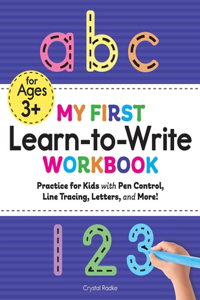 abc
for
Ages
3+
MY FIRST
Learn-to-Write
WORKBOOK
Practice for Kids with Pen Control,
Line Tracing, Letters, and More!
123
Crystal Radke